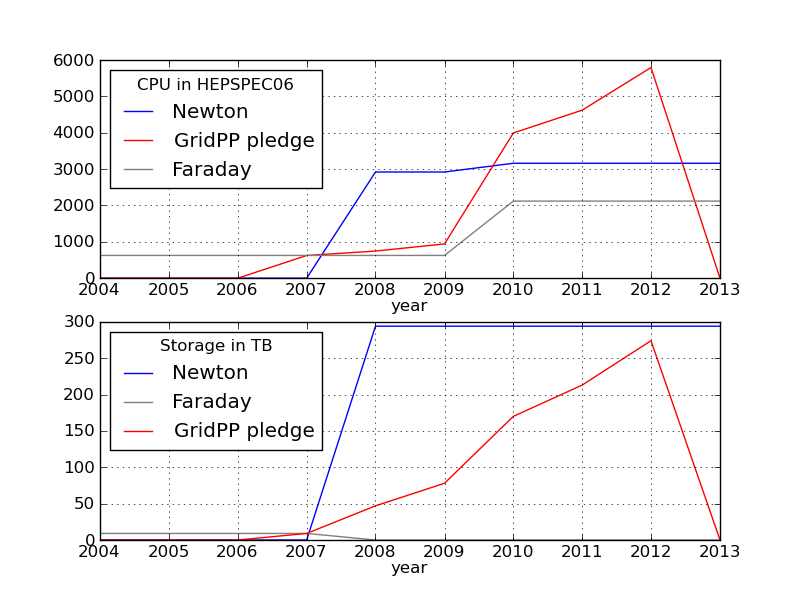 6000
CPU in HEPSPEC06
5000
Newton
4000
GridPP pledge
3000
Faraday
2000
1000
0
2004 2005 2006 2007 2008 2009 2010 2011 2012 2013
year
300
Storage in TB
250
Newton
200
Faraday
150
GridPP pledge
100
50
0
2004 2005 2006 2007 2008 2009 2010 2011 2012 2013
year